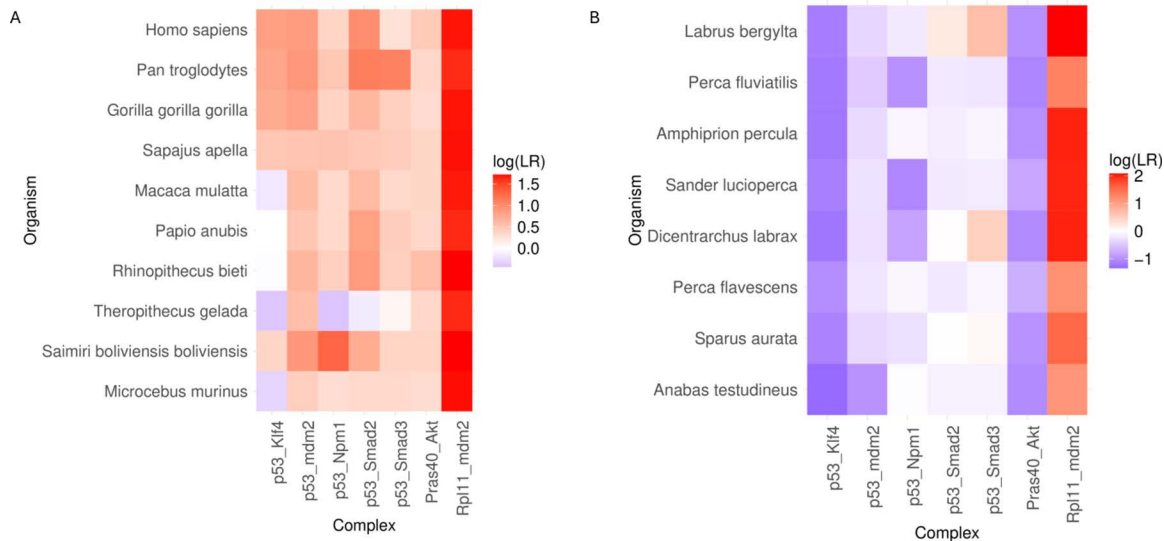 A
Homo sapiens
Pan troglodytes
Gorilla gorilla gorilla
Sapajus apella
Macaca mulatta
Papio anubis
Rhinopithecus bieti
Theropithecus gelada
Saimiri boliviensis boliviensis
Microcebus murinus
Organism
p53_Klf4
p53_mdm2
p53_Npm1
p53_Smad2
p53_Smad3
Pras40_Akt
Rpl11_mdm2
Complex
log(LR)
1.5
1.0
0.5
0.0
B
Labrus bergylta
Perca fluviatilis
Amphiprion percula
Sander lucioperca
Dicentrarchus labrax
Perca flavescens
Sparus aurata
Anabas testudineus
Organism
p53_Klf4
p53_mdm2
p53_Npm1
p53_Smad2
p53_Smad3
Pras40_Akt
Rpl11_mdm2
Complex
log(LR)
2
1
0
−1